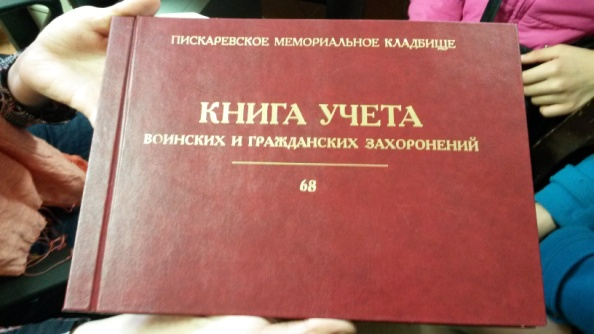 ПИСКАРЕВСКОЕ МЕМОРИАЛЬНОЕ КЛАДБИЩЕ
КНИГА УЧЕТА
ВОИНСКИХ И ГРАЖДАНСКИХ ЗАХОРОНЕНИЙ
68